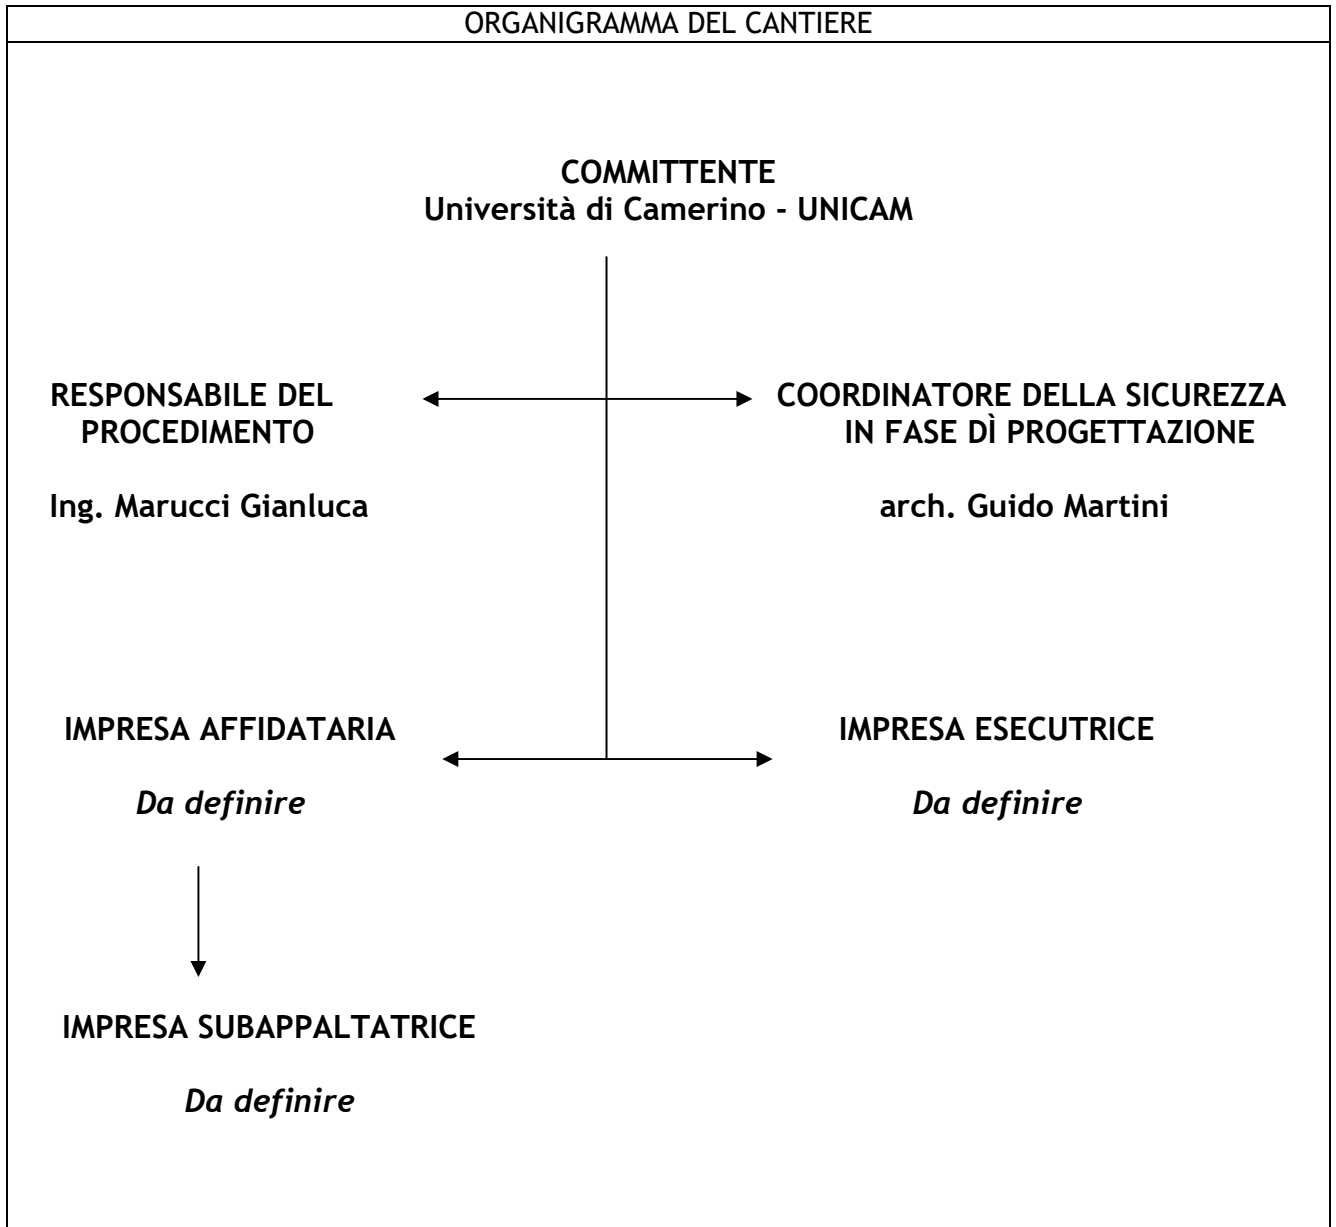 ORGANIGRAMMA DEL CANTIERE
COMMITTENTE
Università di Camerino - UNICAM
RESPONSABILE DEL
PROCEDIMENTO
Ing. Marucci Gianluca
COORDINATORE DELLA SICUREZZA
IN FASE DÌ PROGETTAZIONE
arch. Guido Martini
IMPRESA AFFIDATARIA
Da definire
IMPRESA ESECUTRICE
Da definire
IMPRESA SUBAPPALTATRICE
Da definire